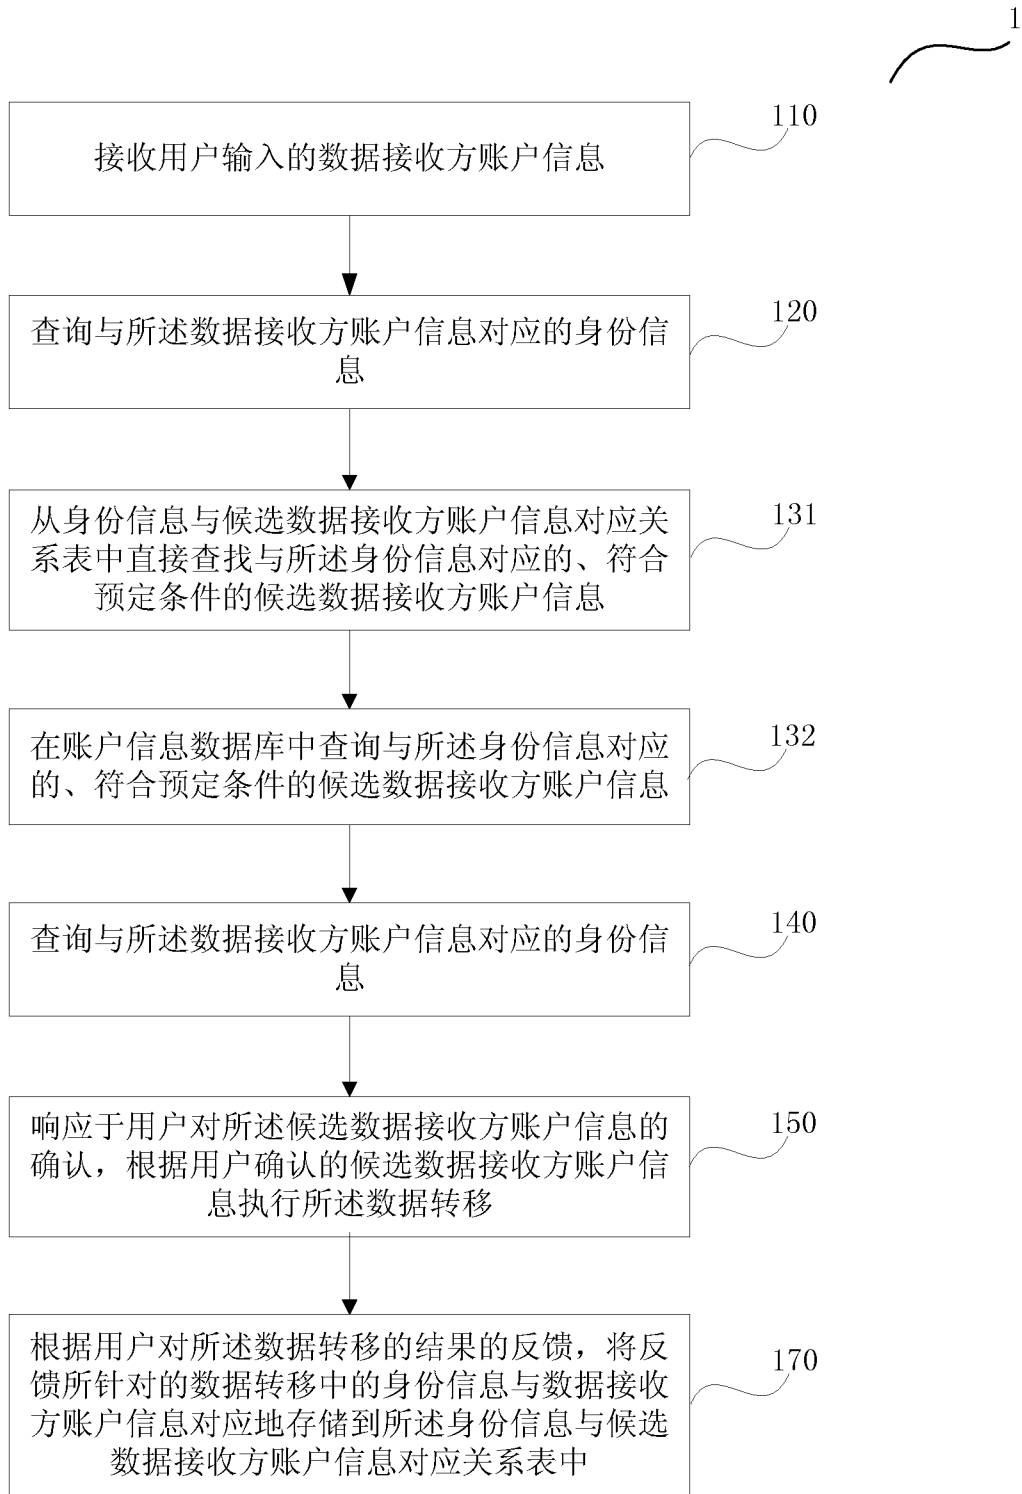 1
110
接收用户输入的数据接收方账户信息
120
查询与所述数据接收方账户信息对应的身份信
息
131
从身份信息与候选数据接收方账户信息对应关
系表中直接查找与所述身份信息对应的、符合
预定条件的候选数据接收方账户信息
132
在账户信息数据库中查询与所述身份信息对应
的、符合预定条件的候选数据接收方账户信息
140
查询与所述数据接收方账户信息对应的身份信
息
150
响应于用户对所述候选数据接收方账户信息的
确认，根据用户确认的候选数据接收方账户信
息执行所述数据转移
170
根据用户对所述数据转移的结果的反馈，将反
馈所针对的数据转移中的身份信息与数据接收
方账户信息对应地存储到所述身份信息与候选
数据接收方账户信息对应关系表中